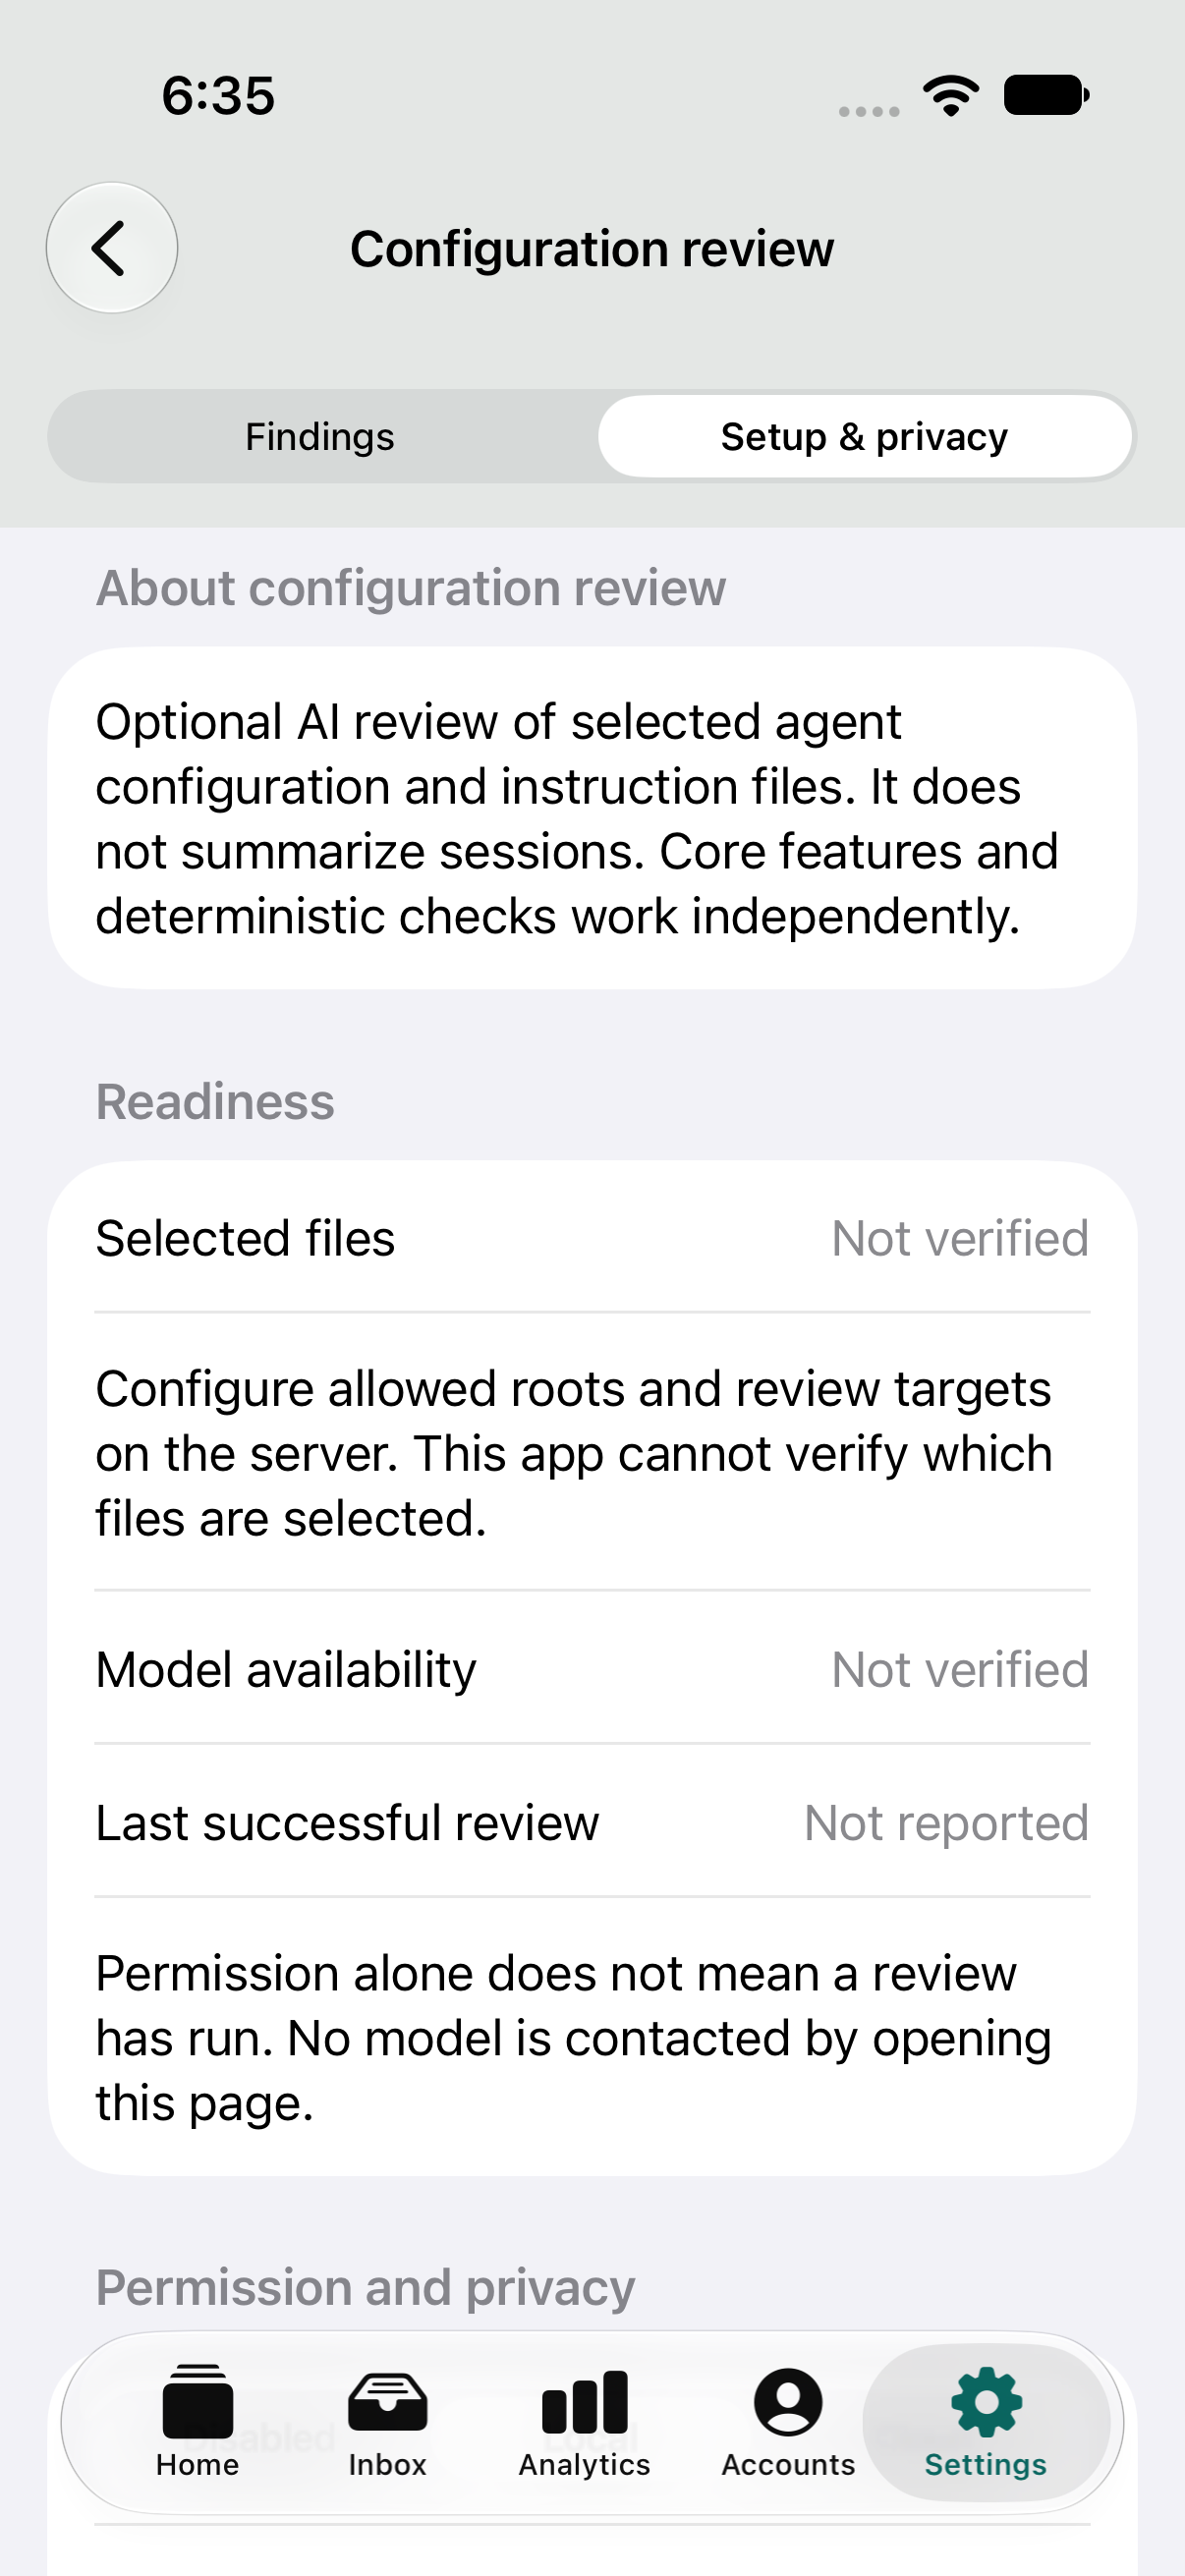 6:35
Configuration review
Findings
Setup & privacy
About configuration review
Optional AI review of selected agent
configuration and instruction files. It does
not summarize sessions. Core features and
deterministic checks work independently.
Readiness
Selected files
Not verified
Configure allowed roots and review targets
on the server. This app cannot verify which
files are selected.
Model availability
Not verified
Last successful review
Not reported
Permission alone does not mean a review
has run. No model is contacted by opening
this page.
Permission and privacy
Disabled
Local
Home
Inbox
Analytics
Accounts
Settings